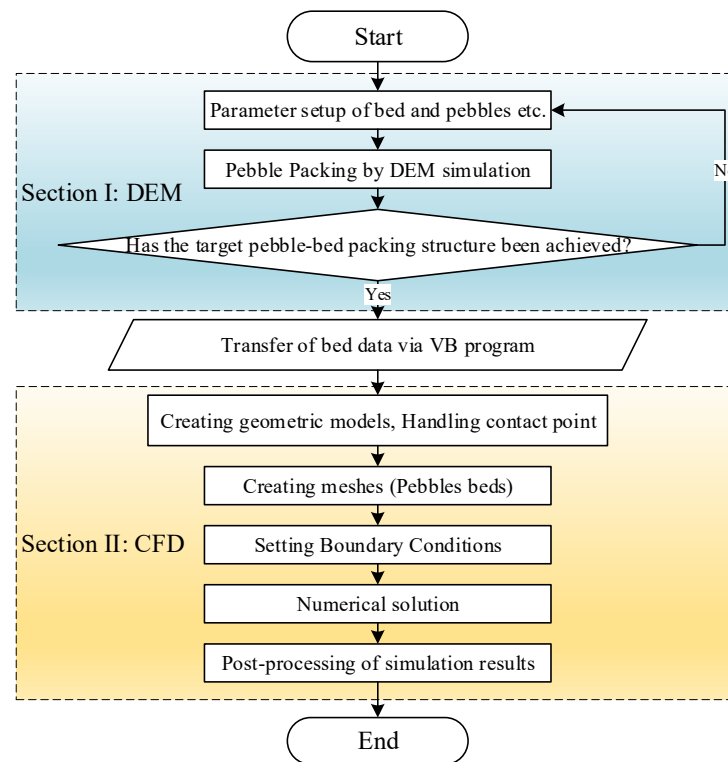 Start
Parameter setup of bed and pebbles etc.
Pebble Packing by DEM simulation
N
Section I: DEM
Has the target pebble-bed packing structure been achieved?
Yes
Transfer of bed data via VB program
Creating geometric models, Handling contact point
Creating meshes (Pebbles beds)
Section II: CFD
Setting Boundary Conditions
Numerical solution
Post-processing of simulation results
End